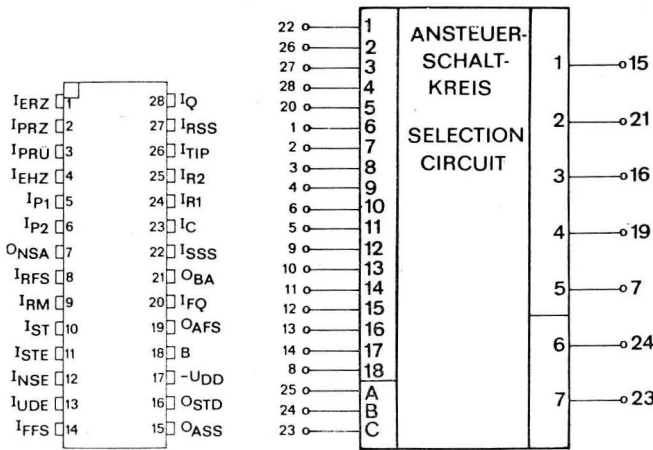 IERZ 1 28 IQ
IPRZ 2 27 IRSS
IPRÜ 3 26 ITIP
IEHZ 4 25 IR2
IP1 5 24 IR1
IP2 6 23 IC
ONSA 7 22 ISSS
IRFS 8 21 OBA
IRM 9 20 IFQ
IST 10 19 OAFS
ISTE 11 18 B
INSE 12 17 -UDD
IUDE 13 16 OSTD
IFFS 14 15 OASS
22 1
26 2
27 3
28 4
20 5
1 6
2 7
3 8
4 9
6 10
5 11
9 12
10 13
11 14
12 15
13 16
14 17
8 18
25 A
24 B
23 C
ANSTEUER-
SCHALT-
KREIS
SELECTION
CIRCUIT
1 15
2 21
3 16
4 19
5 7
6 24
7 23